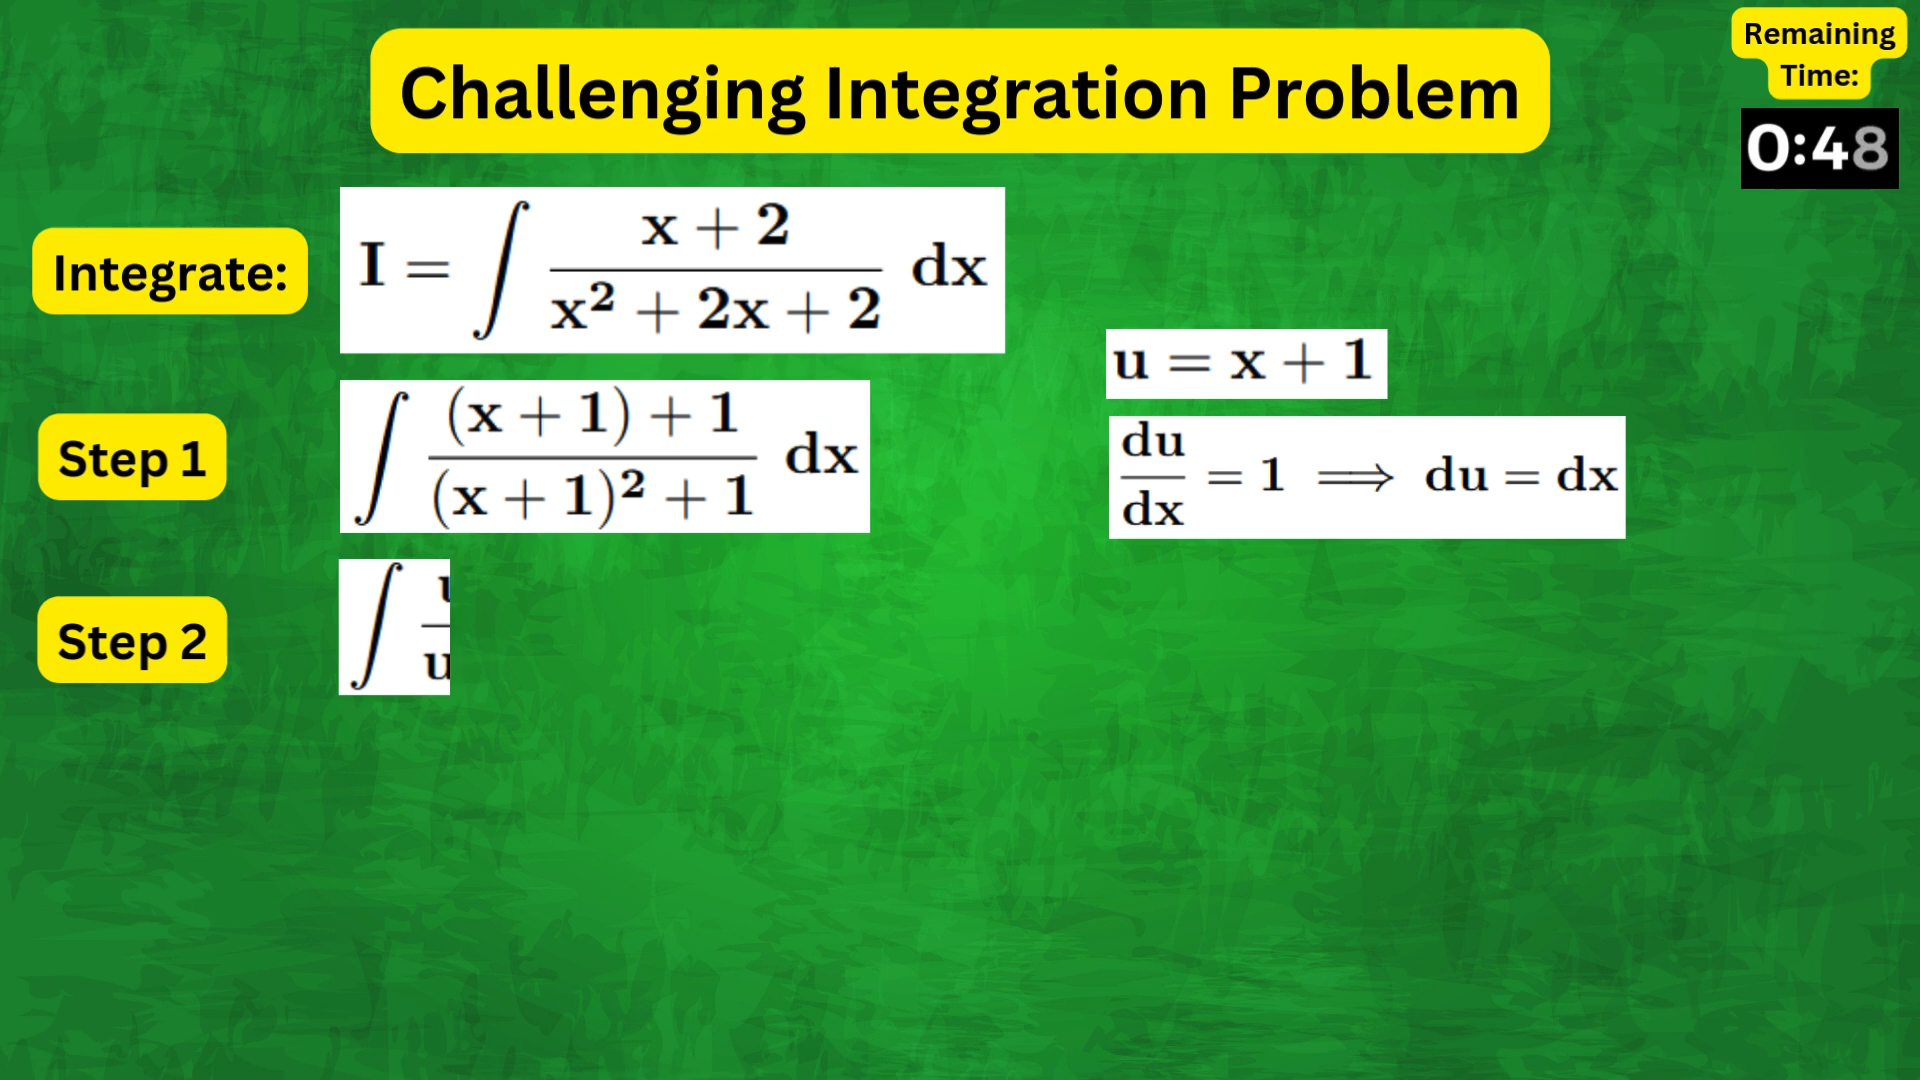 Challenging Integration Problem
Remaining
Time:
0:48
Integrate:
I = ∫ (x + 2)/(x² + 2x + 2) dx
u = x + 1
Step 1
∫ ((x + 1) + 1)/((x + 1)² + 1) dx
du/dx = 1 ⟹ du = dx
Step 2
∫